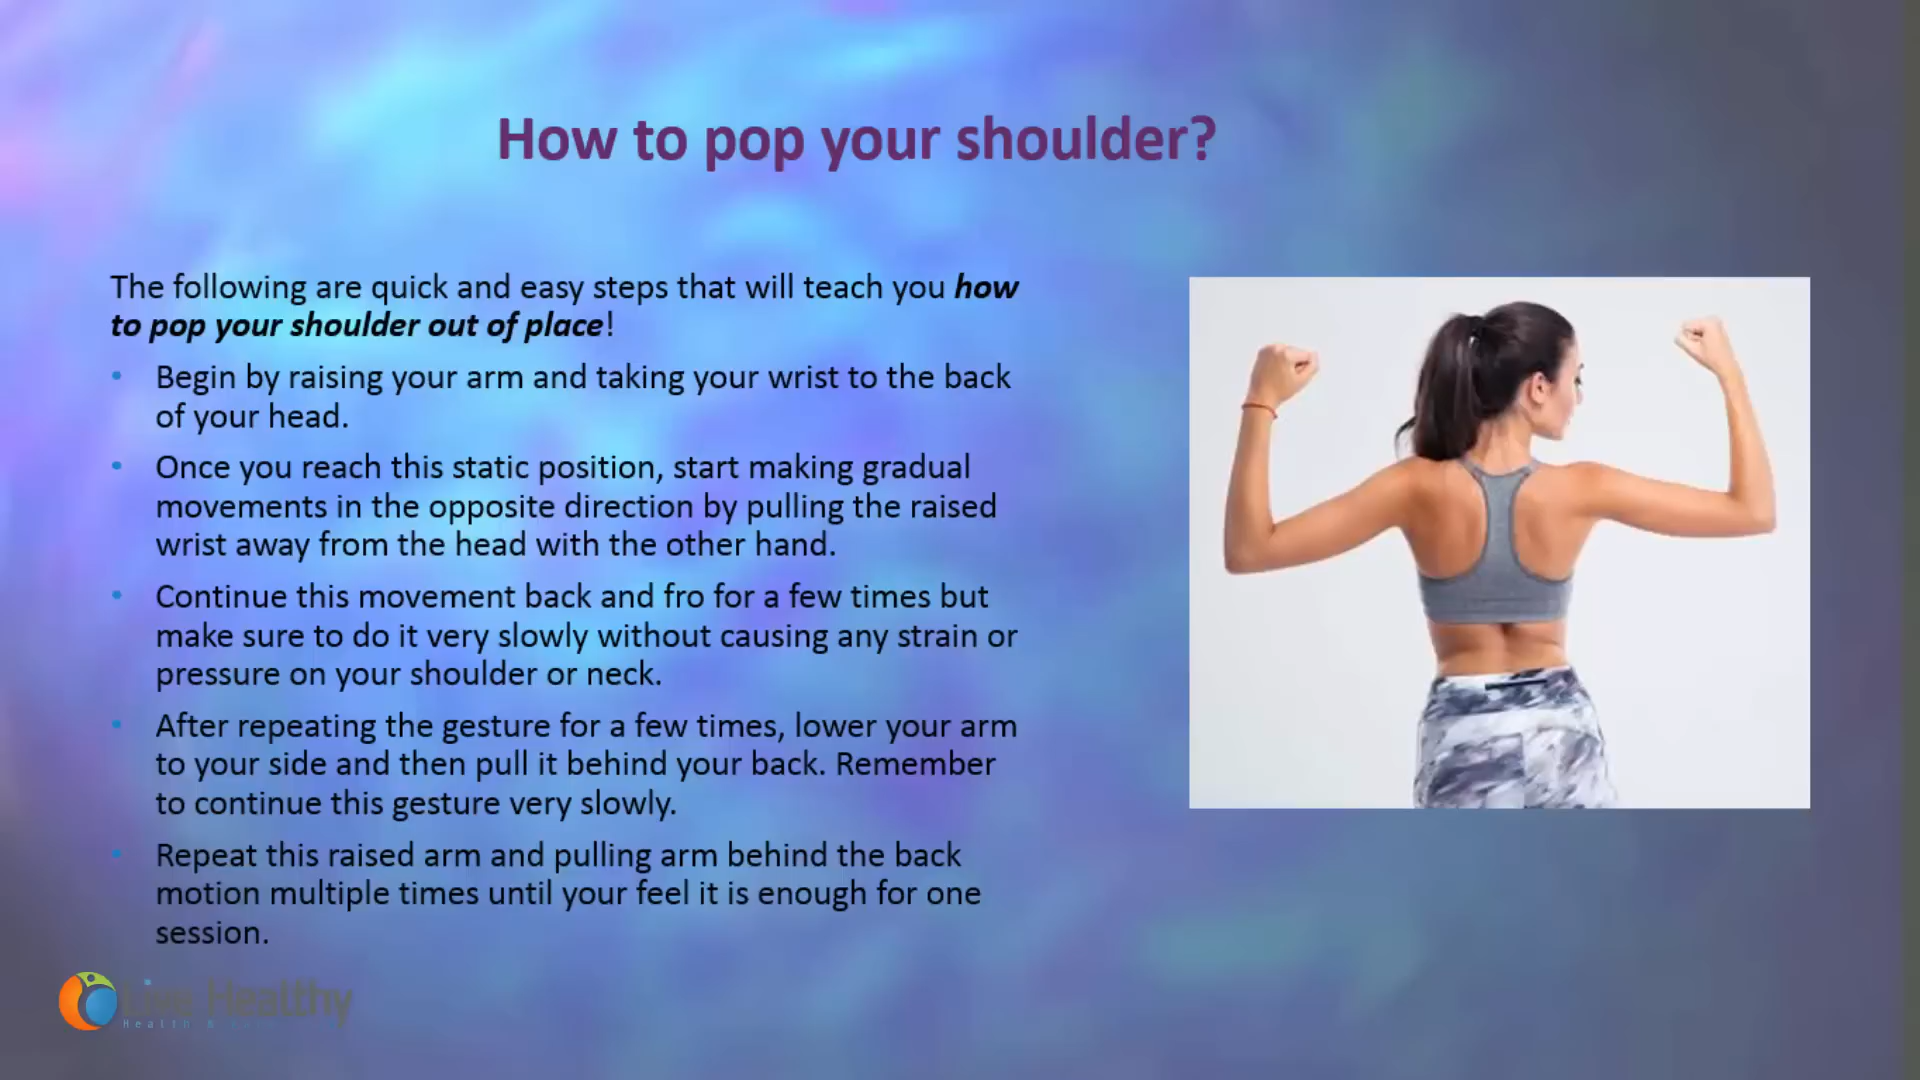 How to pop your shoulder?
The following are quick and easy steps that will teach you how
to pop your shoulder out of place!
• Begin by raising your arm and taking your wrist to the back
of your head.
• Once you reach this static position, start making gradual
movements in the opposite direction by pulling the raised
wrist away from the head with the other hand.
• Continue this movement back and fro for a few times but
make sure to do it very slowly without causing any strain or
pressure on your shoulder or neck.
• After repeating the gesture for a few times, lower your arm
to your side and then pull it behind your back. Remember
to continue this gesture very slowly.
• Repeat this raised arm and pulling arm behind the back
motion multiple times until your feel it is enough for one
session.
Live Healthy
Health